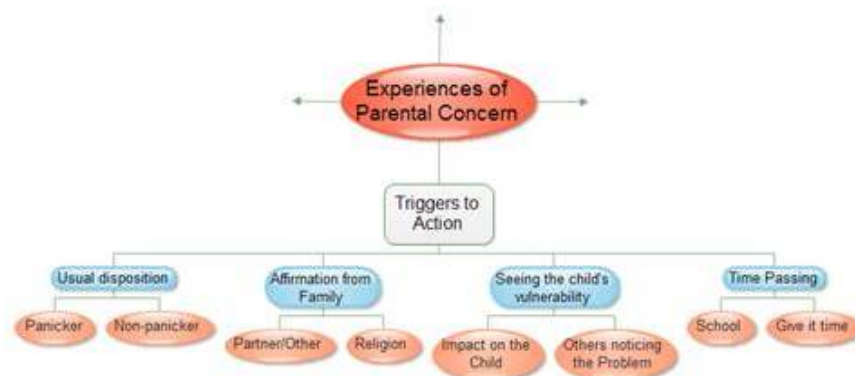 Experiences of
Parental Concern
Triggers to
Action
Usual disposition
Affirmation from
Family
Seeing the child's
vulnerability
Time Passing
Panicker
Non-panicker
Partner/Other
Religion
Impact on the
Child
Others noticing
the Problem
School
Give it time